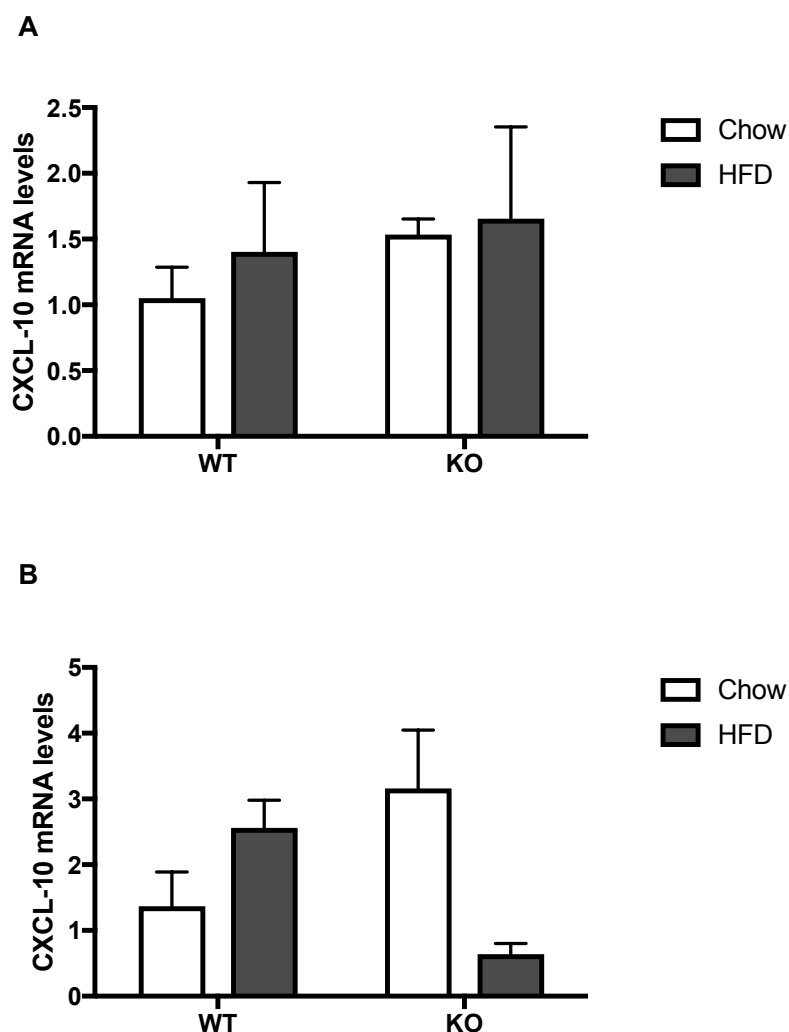 A
CXCL-10 mRNA levels
2.5
2.0
1.5
1.0
0.5
0.0
WT KO
Chow
HFD
B
CXCL-10 mRNA levels
5
4
3
2
1
0
WT KO
Chow
HFD